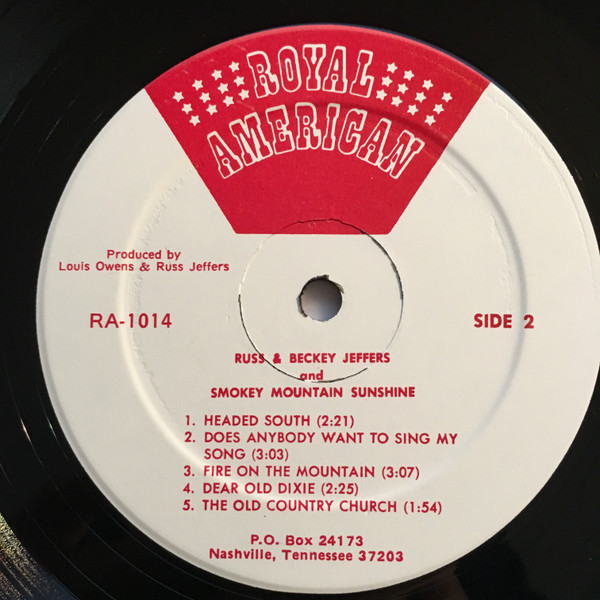 ROYAL
AMERICAN
Produced by
Louis Owens & Russ Jeffers
RA-1014
SIDE 2
RUSS & BECKEY JEFFERS
and
SMOKEY MOUNTAIN SUNSHINE
1. HEADED SOUTH (2:21)
2. DOES ANYBODY WANT TO SING MY
SONG (3:03)
3. FIRE ON THE MOUNTAIN (3:07)
4. DEAR OLD DIXIE (2:25)
5. THE OLD COUNTRY CHURCH (1:54)
P.O. Box 24173
Nashville, Tennessee 37203